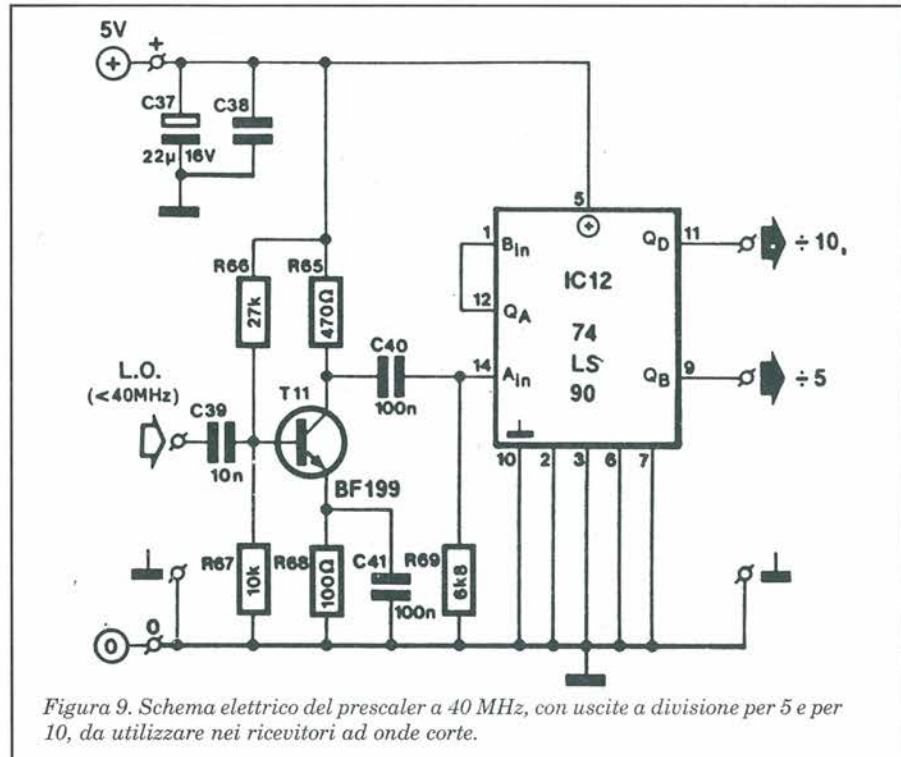 5V
+
+
C37
C38
22µ 16V
R66
27k
R65
470Ω
C40
100n
L.O.
(<40MHz)
C39
10n
T11
BF199
R67
10k
R68
100Ω
C41
100n
R69
6k8
5
+
1
Bin
QD
11
÷10,
IC12
12
QA
74
14
Ain
LS
QB
9
÷5
90
10
2
3
6
7
0
0
Figura 9. Schema elettrico del prescaler a 40 MHz, con uscite a divisione per 5 e per
10, da utilizzare nei ricevitori ad onde corte.